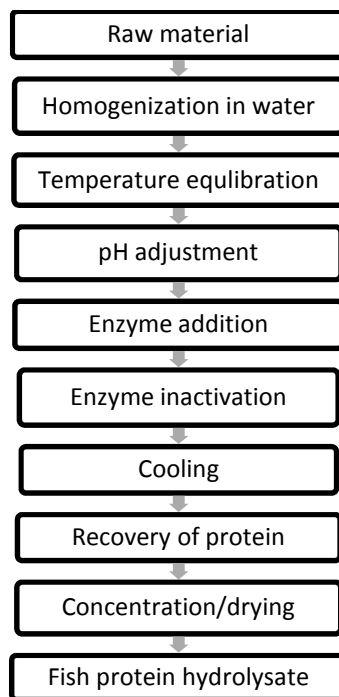 Raw material
Homogenization in water
Temperature equlibration
pH adjustment
Enzyme addition
Enzyme inactivation
Cooling
Recovery of protein
Concentration/drying
Fish protein hydrolysate